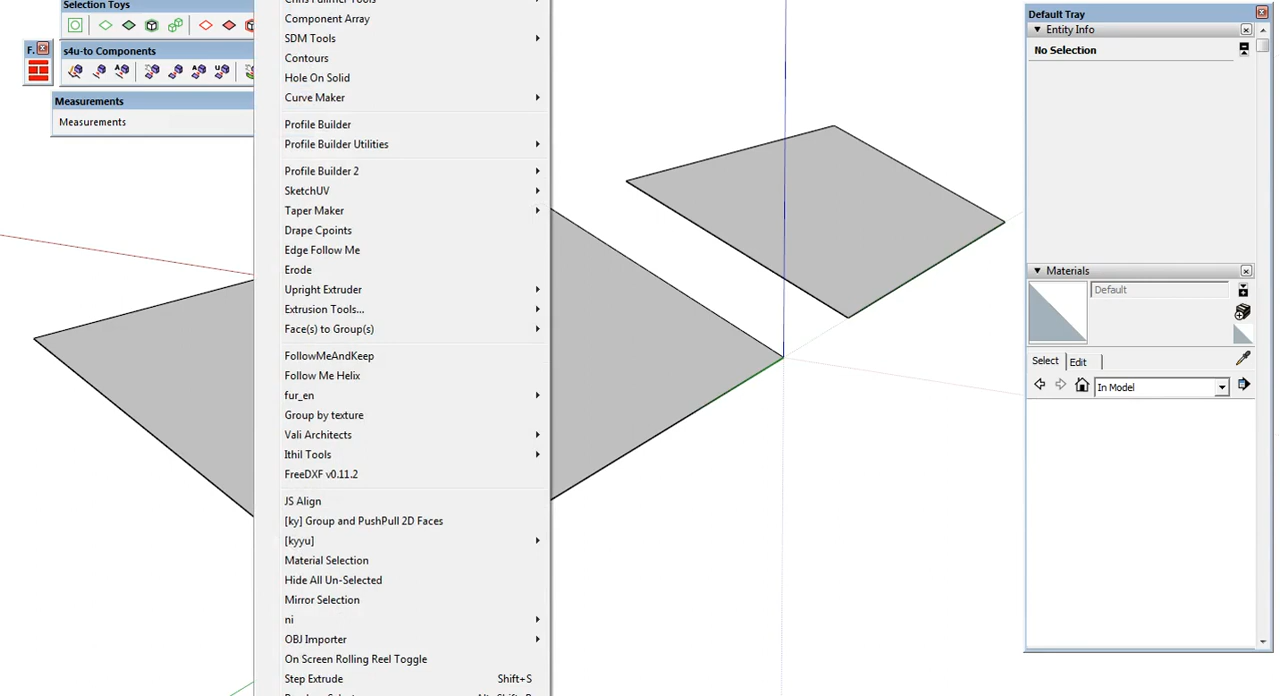 Selection Toys
F.
s4u-to Components
Measurements
Measurements
Component Array
SDM Tools
Contours
Hole On Solid
Curve Maker
Profile Builder
Profile Builder Utilities
Profile Builder 2
SketchUV
Taper Maker
Drape Cpoints
Edge Follow Me
Erode
Upright Extruder
Extrusion Tools...
Face(s) to Group(s)
FollowMeAndKeep
Follow Me Helix
fur_en
Group by texture
Vali Architects
Ithil Tools
FreeDXF v0.11.2
JS Align
[ky] Group and PushPull 2D Faces
[kyyu]
Material Selection
Hide All Un-Selected
Mirror Selection
ni
OBJ Importer
On Screen Rolling Reel Toggle
Step Extrude Shift+S
Default Tray
Entity Info
No Selection
Materials
Default
Select Edit
In Model